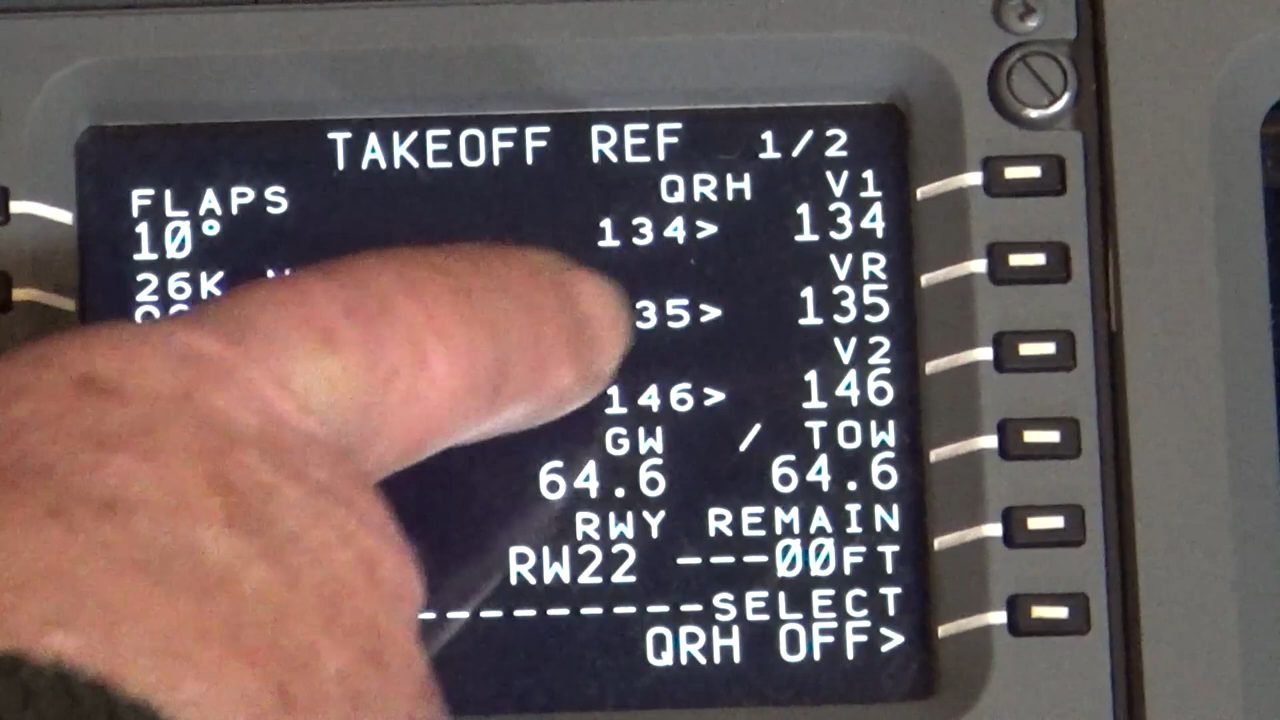 TAKEOFF REF 1/2
FLAPS QRH V1
10° 134> 134
26K VR
35> 135
V2
146> 146
GW / TOW
64.6 64.6
RWY REMAIN
RW22 ---00FT
----------SELECT
QRH OFF>